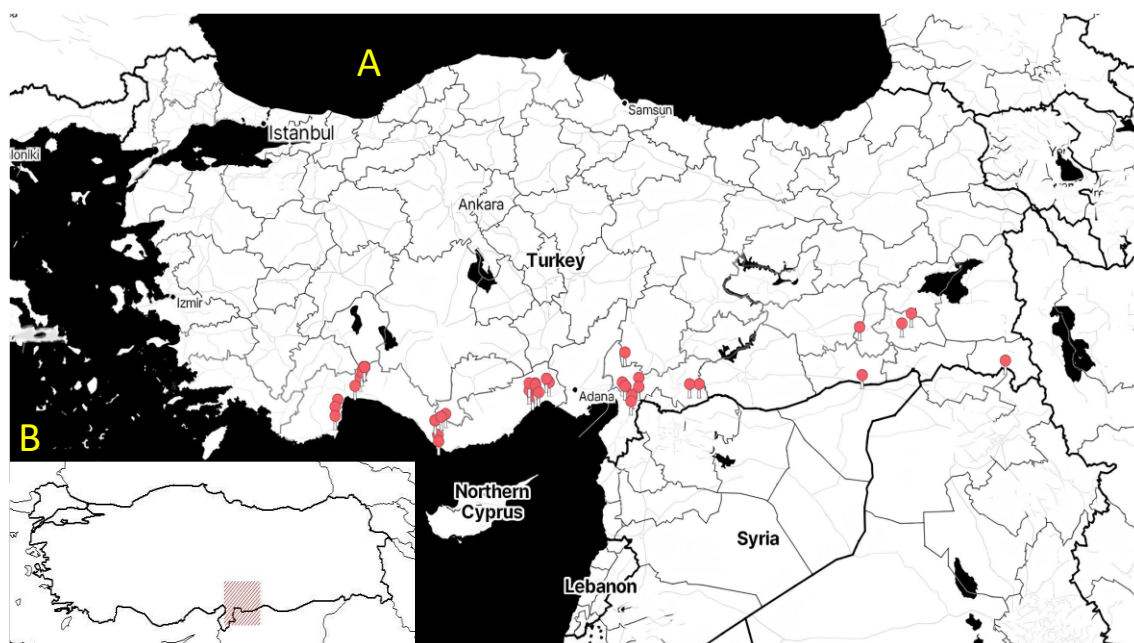 A
Samsun
Istanbul
Ankara
Turkey
Izmir
Adana
B
Northern
Cyprus
Syria
Lebanon